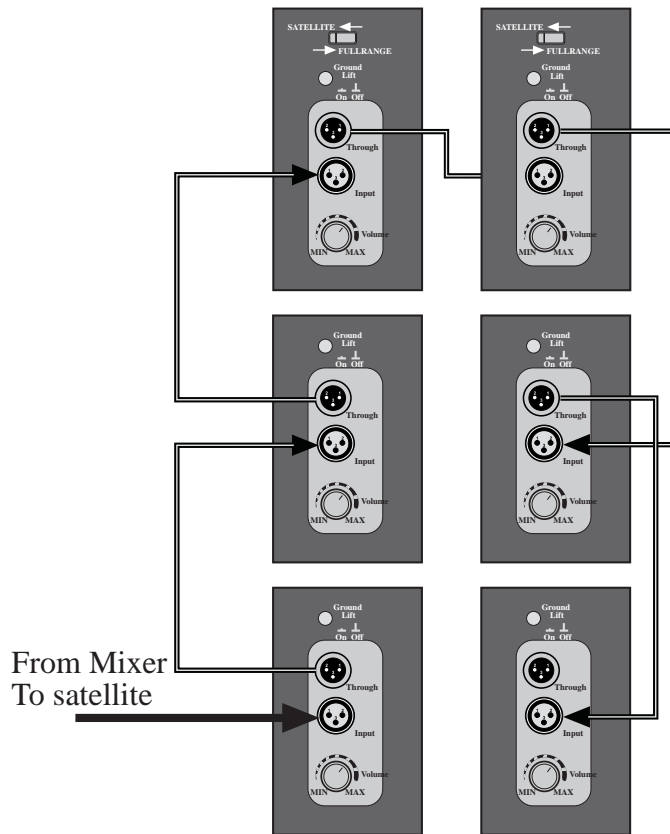 SATELLITE
FULLRANGE
Ground
Lift
On Off
Through
Input
Volume
MIN MAX
SATELLITE
FULLRANGE
Ground
Lift
On Off
Through
Input
Volume
MIN MAX
Ground
Lift
On Off
Through
Input
Volume
MIN MAX
Ground
Lift
On Off
Through
Input
Volume
MIN MAX
From Mixer
To satellite
Ground
Lift
On Off
Through
Input
Volume
MIN MAX
Ground
Lift
On Off
Through
Input
Volume
MIN MAX